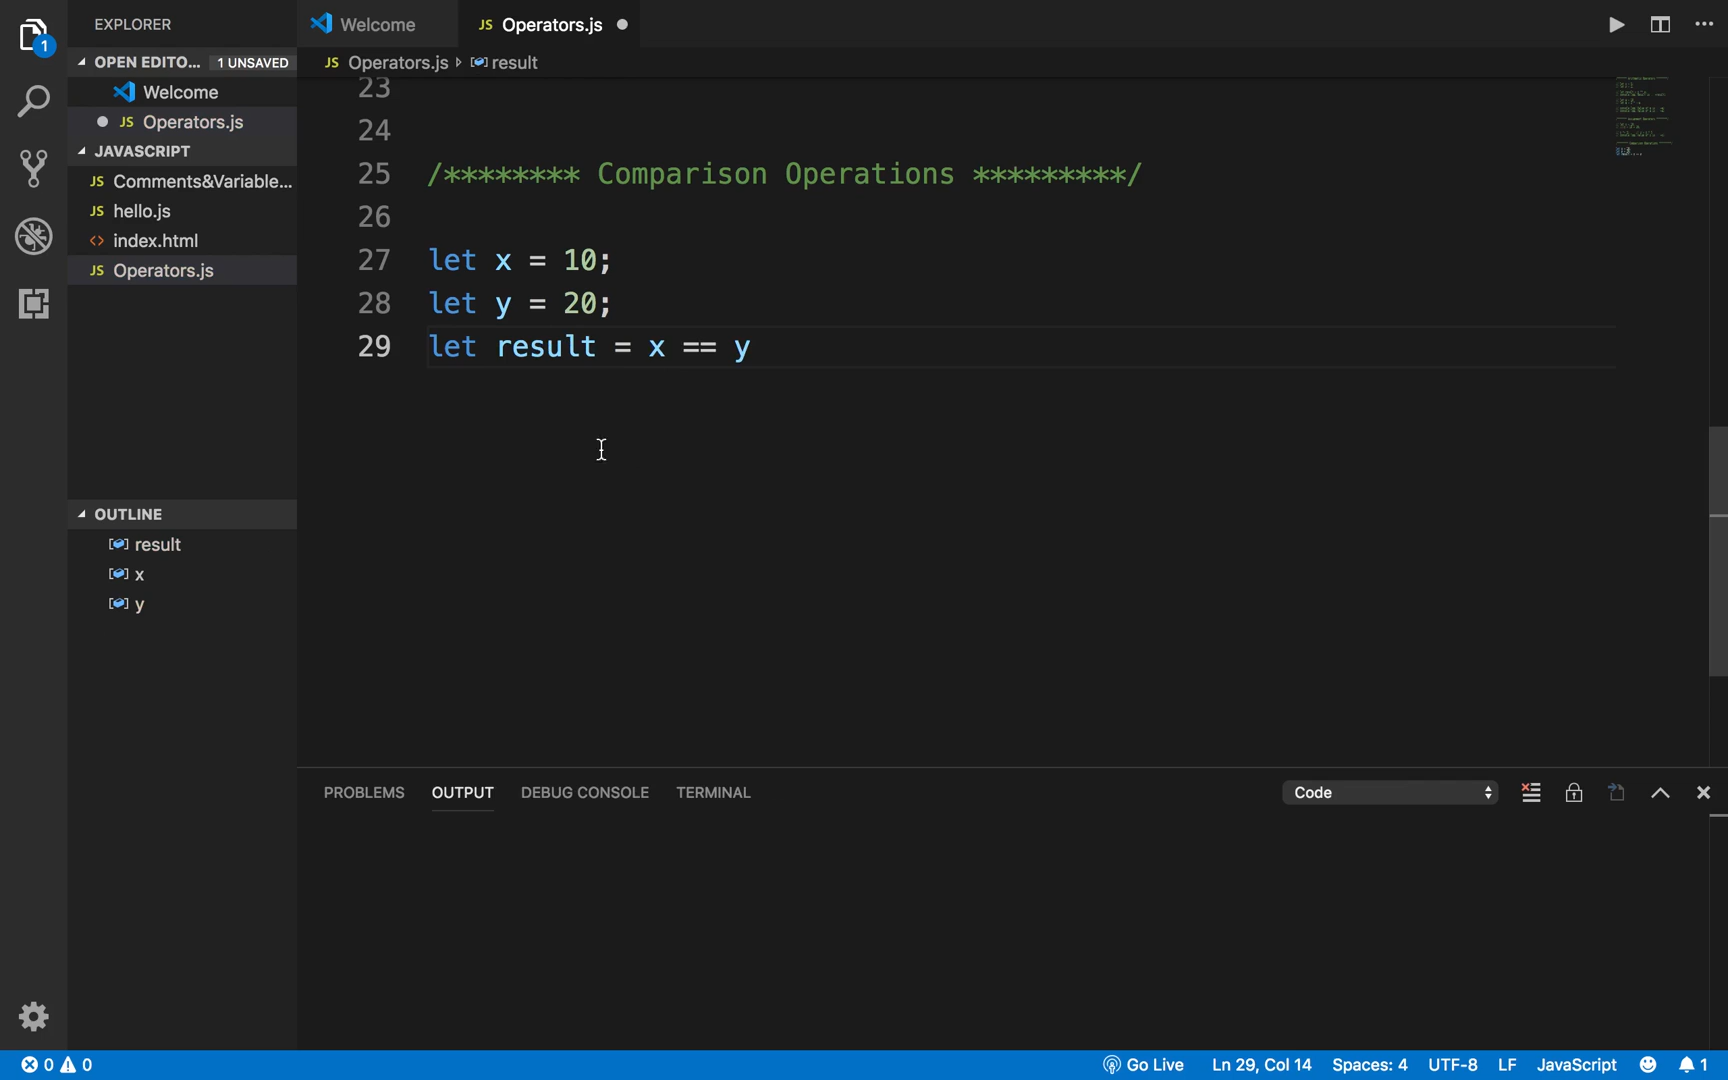 EXPLORER
Welcome
JS Operators.js
OPEN EDITO... 1 UNSAVED
JS Operators.js result
1
Welcome
JS Operators.js
JAVASCRIPT
JS Comments&Variable...
JS hello.js
<> index.html
JS Operators.js
23
24
25 /******** Comparison Operations *********/
26
27 let x = 10;
28 let y = 20;
29 let result = x == y
OUTLINE
result
x
y
PROBLEMS OUTPUT DEBUG CONSOLE TERMINAL Code
0 0 Go Live Ln 29, Col 14 Spaces: 4 UTF-8 LF JavaScript 1